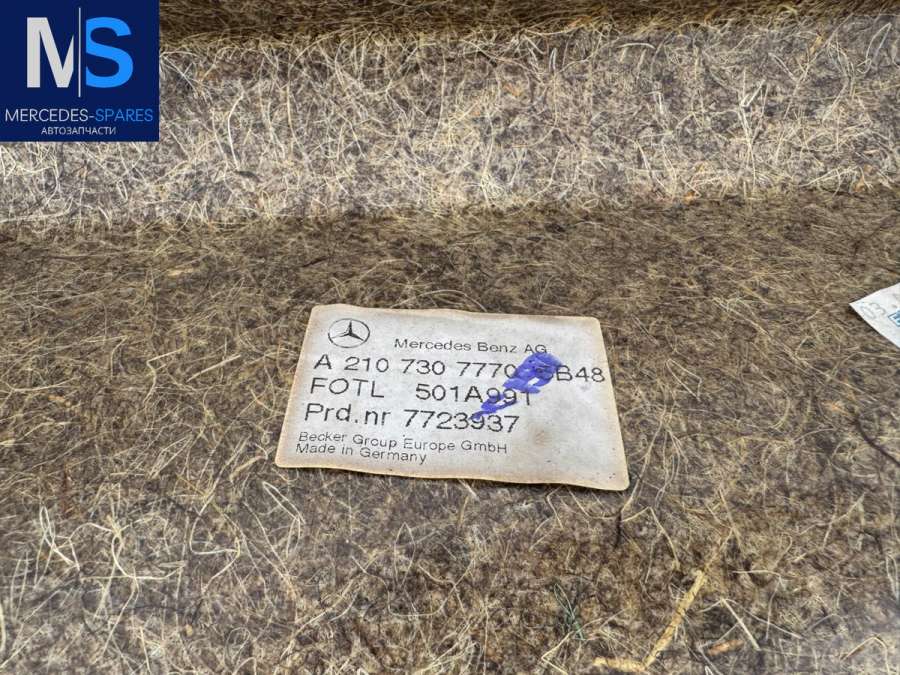 MS
MERCEDES-SPARES
АВТОЗАПЧАСТИ
Mercedes Benz AG
A 210 730 7770
FOTL 501A991
Prd.nr 7723937
Becker Group Europe GmbH
Made in Germany